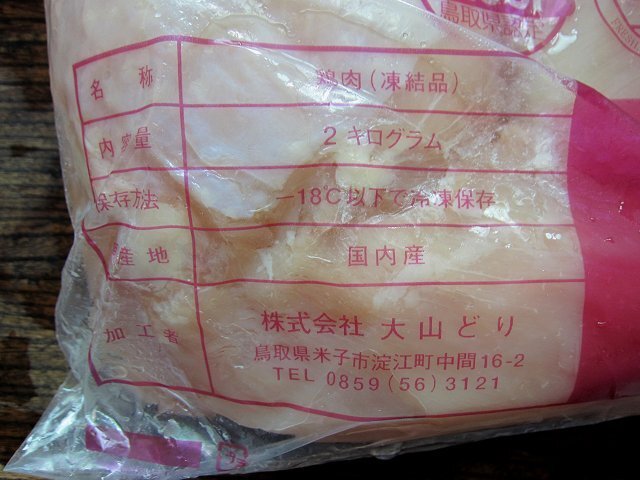 鳥取県認定
名称 鶏肉(凍結品)
内容量 2キログラム
保存方法 −18℃以下で冷凍保存
産地 国内産
加工者 株式会社 大山どり
鳥取県米子市淀江町中間16-2
TEL 0859(56)3121
プラ